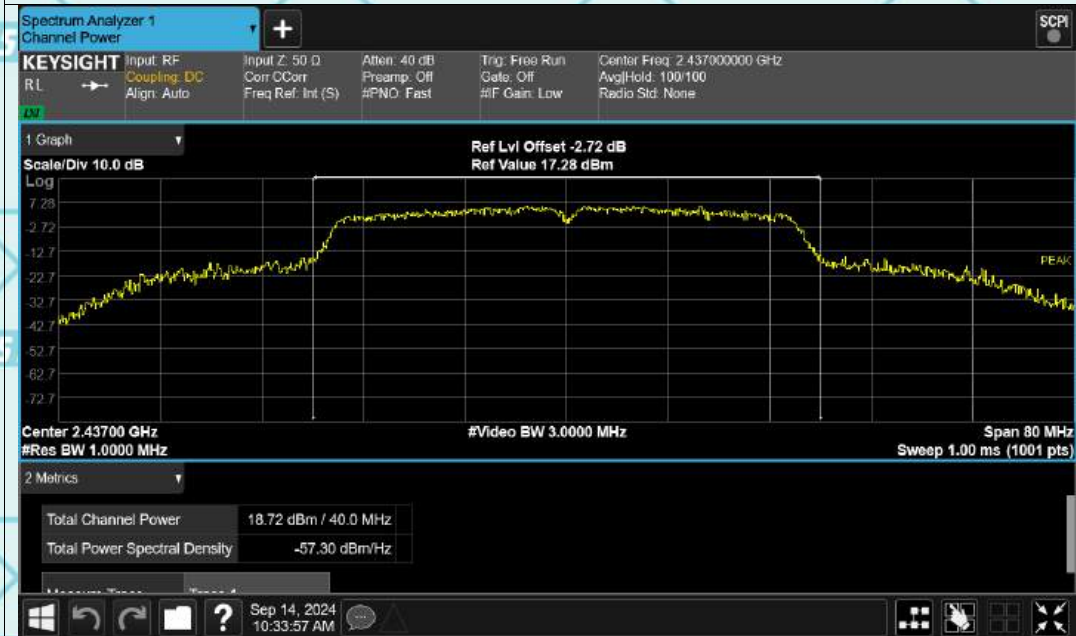 Spectrum Analyzer 1
Channel Power
+
SCPI
KEYSIGHT
RL
LXI
Input: RF
Coupling: DC
Align: Auto
Input Z: 50 Ω
Corr CCorr
Freq Ref: Int (S)
Atten: 40 dB
Preamp: Off
#PNO: Fast
Trig: Free Run
Gate: Off
#IF Gain: Low
Center Freq: 2.437000000 GHz
Avg|Hold: 100/100
Radio Std: None
1 Graph
Scale/Div 10.0 dB
Ref Lvl Offset -2.72 dB
Ref Value 17.28 dBm
Log
7.28
-2.72
-12.7
-22.7
-32.7
-42.7
-52.7
-62.7
-72.7
PEAK
Center 2.43700 GHz
#Video BW 3.0000 MHz
Span 80 MHz
#Res BW 1.0000 MHz
Sweep 1.00 ms (1001 pts)
2 Metrics
Total Channel Power 18.72 dBm / 40.0 MHz
Total Power Spectral Density -57.30 dBm/Hz
?
Sep 14, 2024
10:33:57 AM